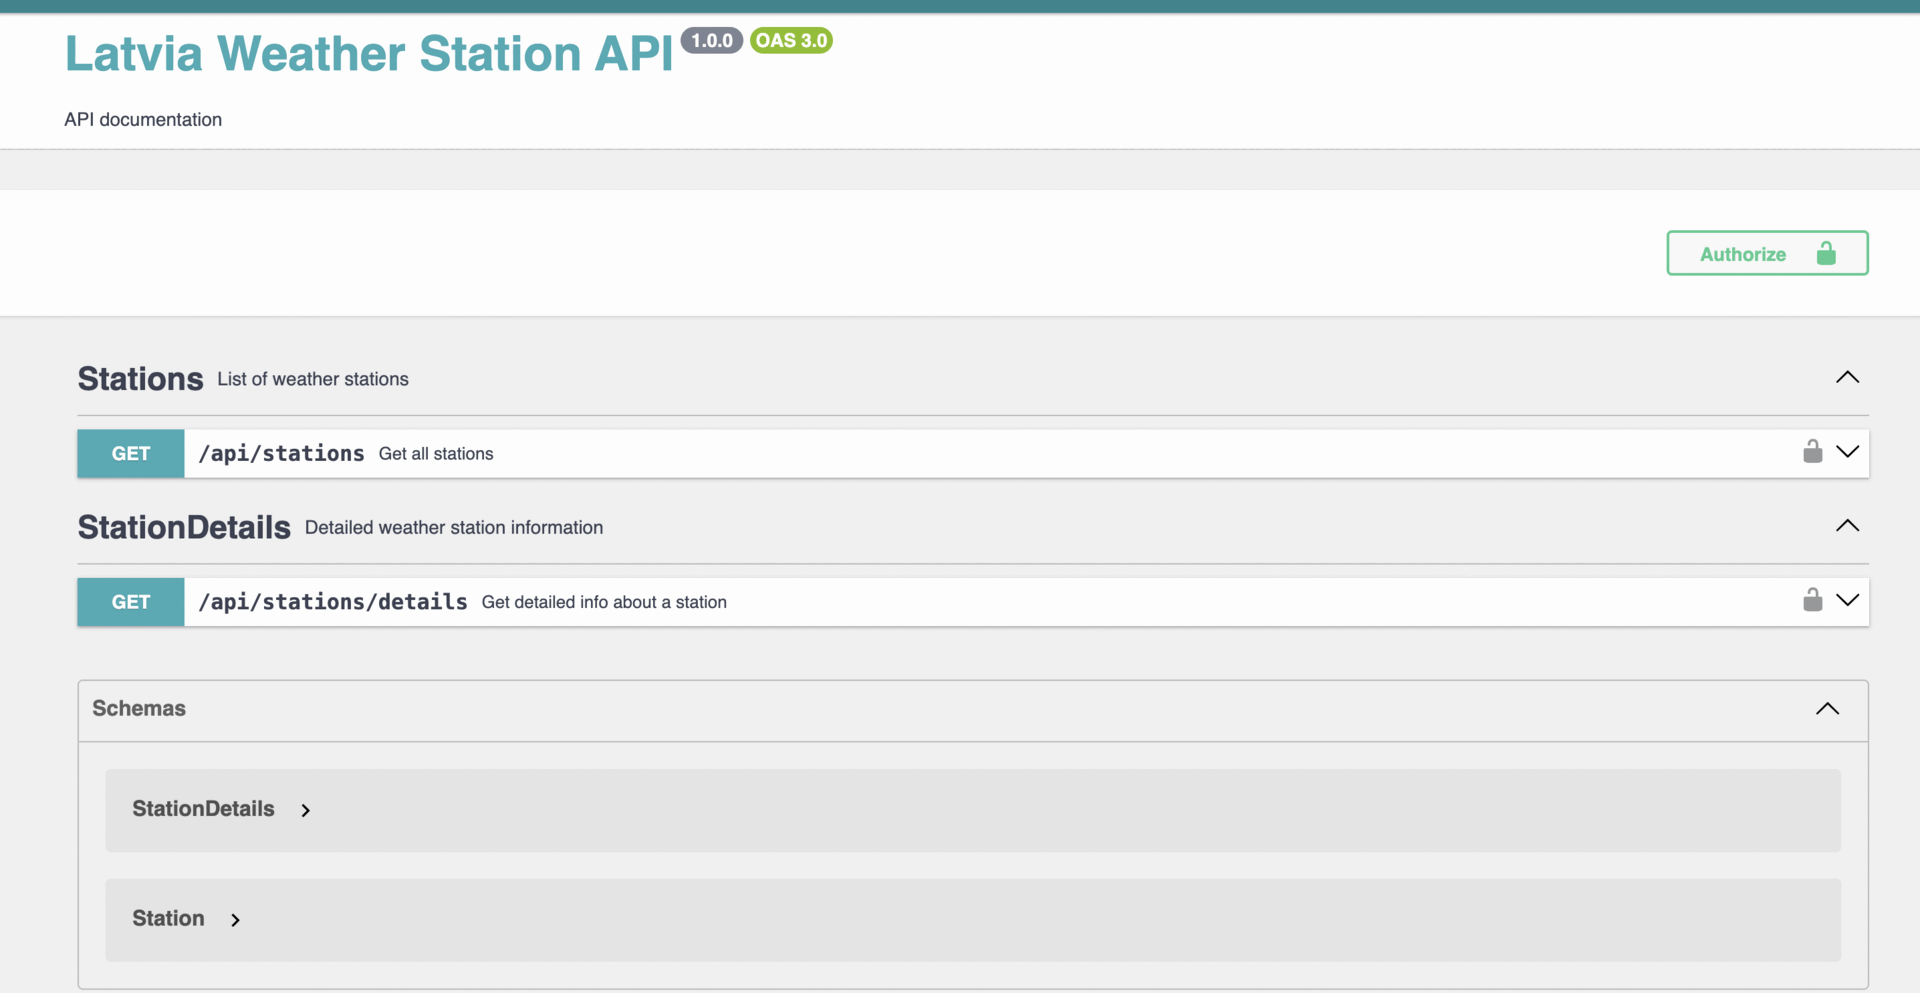 Latvia Weather Station API 1.0.0 OAS 3.0
API documentation
Authorize
Stations List of weather stations
GET /api/stations Get all stations
StationDetails Detailed weather station information
GET /api/stations/details Get detailed info about a station
Schemas
StationDetails
Station